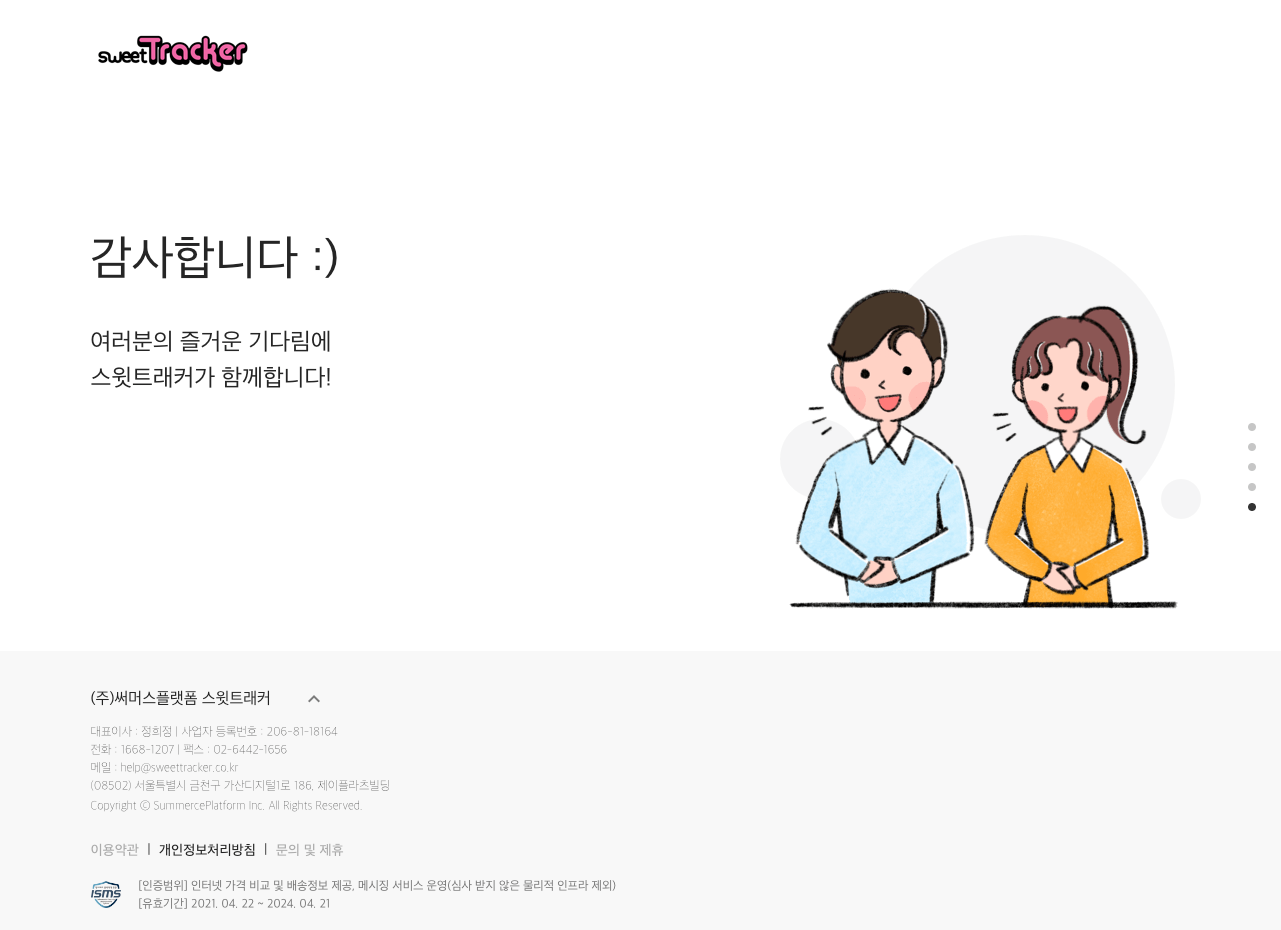 sweetTracker
감사합니다 :)
여러분의 즐거운 기다림에
스윗트래커가 함께합니다!
(주)써머스플랫폼 스윗트래커
대표이사 : 정희정 | 사업자 등록번호 : 206-81-18164
전화 : 1668-1207 | 팩스 : 02-6442-1656
메일 : help@sweettracker.co.kr
(08502) 서울특별시 금천구 가산디지털1로 186, 제이플라츠빌딩
Copyright © SummercePlatform Inc. All Rights Reserved.
이용약관 | 개인정보처리방침 | 문의 및 제휴
isms
[인증범위] 인터넷 가격 비교 및 배송정보 제공, 메시징 서비스 운영(심사 받지 않은 물리적 인프라 제외)
[유효기간] 2021. 04. 22 ~ 2024. 04. 21